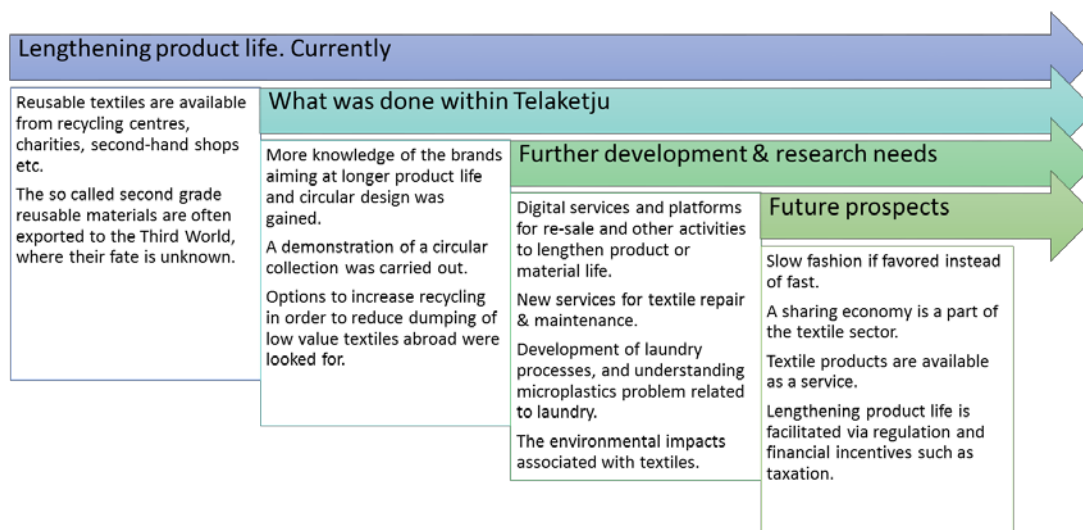 Lengthening product life. Currently
Reusable textiles are available
from recycling centres,
charities, second-hand shops
etc.
The so called second grade
reusable materials are often
exported to the Third World,
where their fate is unknown.
What was done within Telaketju
More knowledge of the brands
aiming at longer product life
and circular design was
gained.
A demonstration of a circular
collection was carried out.
Options to increase recycling
in order to reduce dumping of
low value textiles abroad were
looked for.
Further development & research needs
Digital services and platforms
for re-sale and other activities
to lengthen product or
material life.
New services for textile repair
& maintenance.
Development of laundry
processes, and understanding
microplastics problem related
to laundry.
The environmental impacts
associated with textiles.
Future prospects
Slow fashion if favored instead
of fast.
A sharing economy is a part of
the textile sector.
Textile products are available
as a service.
Lengthening product life is
facilitated via regulation and
financial incentives such as
taxation.